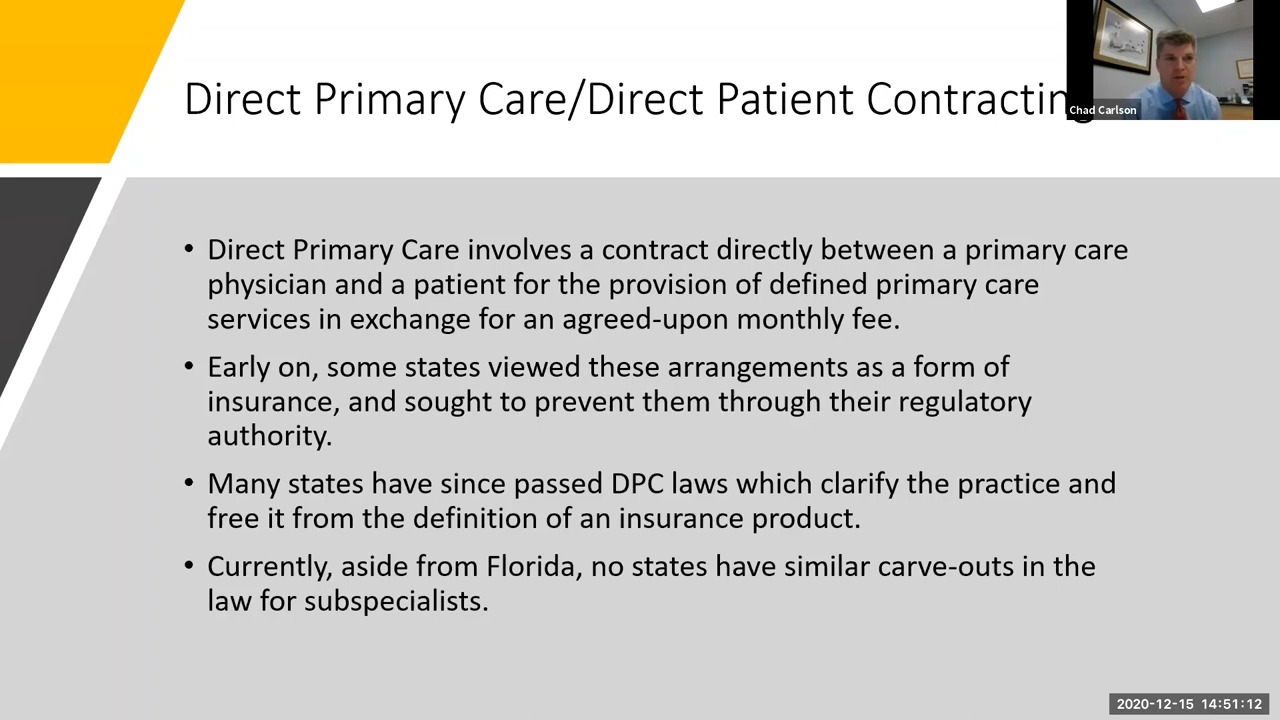 Direct Primary Care/Direct Patient Contracting
Chad Carlson
• Direct Primary Care involves a contract directly between a primary care
physician and a patient for the provision of defined primary care
services in exchange for an agreed-upon monthly fee.
• Early on, some states viewed these arrangements as a form of
insurance, and sought to prevent them through their regulatory
authority.
• Many states have since passed DPC laws which clarify the practice and
free it from the definition of an insurance product.
• Currently, aside from Florida, no states have similar carve-outs in the
law for subspecialists.
2020-12-15 14:51:12